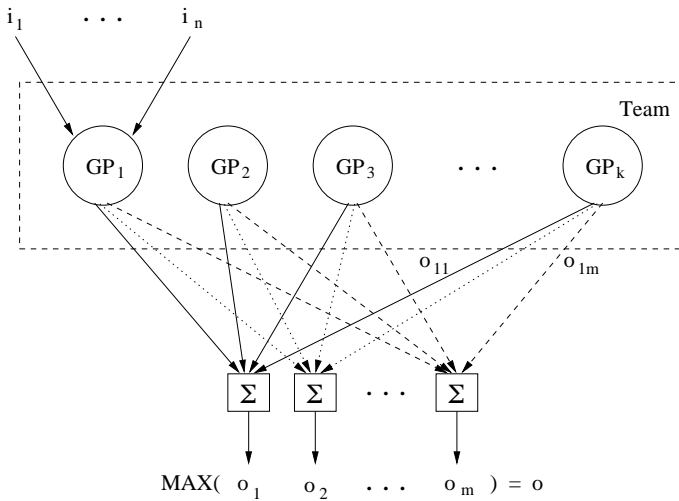 i1 . . . in
Team
GP1 GP2 GP3 . . . GPk
o11 o1m
Σ Σ . . . Σ
MAX( o1 o2 . . . om ) = o